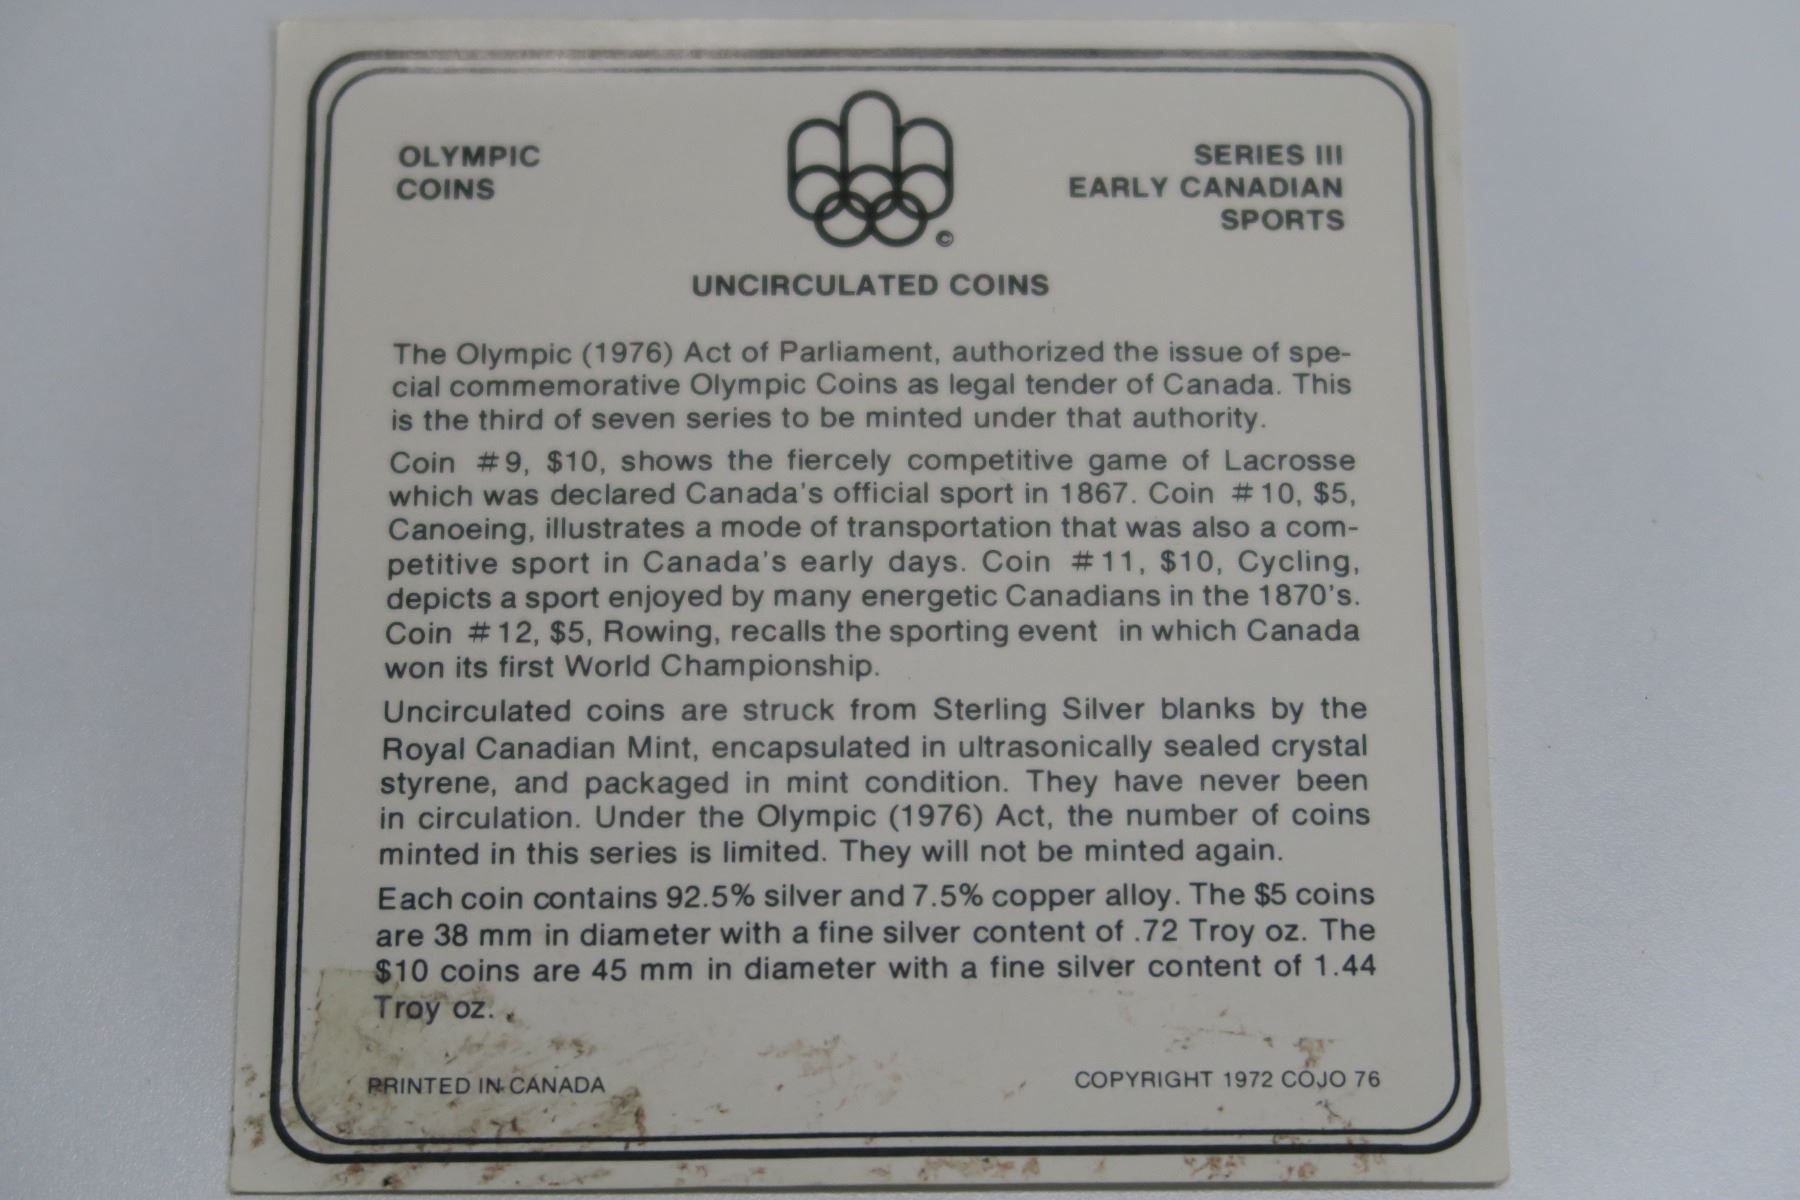 OLYMPIC
COINS
SERIES III
EARLY CANADIAN
SPORTS
©
UNCIRCULATED COINS
The Olympic (1976) Act of Parliament, authorized the issue of spe-
cial commemorative Olympic Coins as legal tender of Canada. This
is the third of seven series to be minted under that authority.
Coin #9, $10, shows the fiercely competitive game of Lacrosse
which was declared Canada's official sport in 1867. Coin #10, $5,
Canoeing, illustrates a mode of transportation that was also a com-
petitive sport in Canada's early days. Coin #11, $10, Cycling,
depicts a sport enjoyed by many energetic Canadians in the 1870's.
Coin #12, $5, Rowing, recalls the sporting event in which Canada
won its first World Championship.
Uncirculated coins are struck from Sterling Silver blanks by the
Royal Canadian Mint, encapsulated in ultrasonically sealed crystal
styrene, and packaged in mint condition. They have never been
in circulation. Under the Olympic (1976) Act, the number of coins
minted in this series is limited. They will not be minted again.
Each coin contains 92.5% silver and 7.5% copper alloy. The $5 coins
are 38 mm in diameter with a fine silver content of .72 Troy oz. The
$10 coins are 45 mm in diameter with a fine silver content of 1.44
Troy oz.
PRINTED IN CANADA
COPYRIGHT 1972 COJO 76